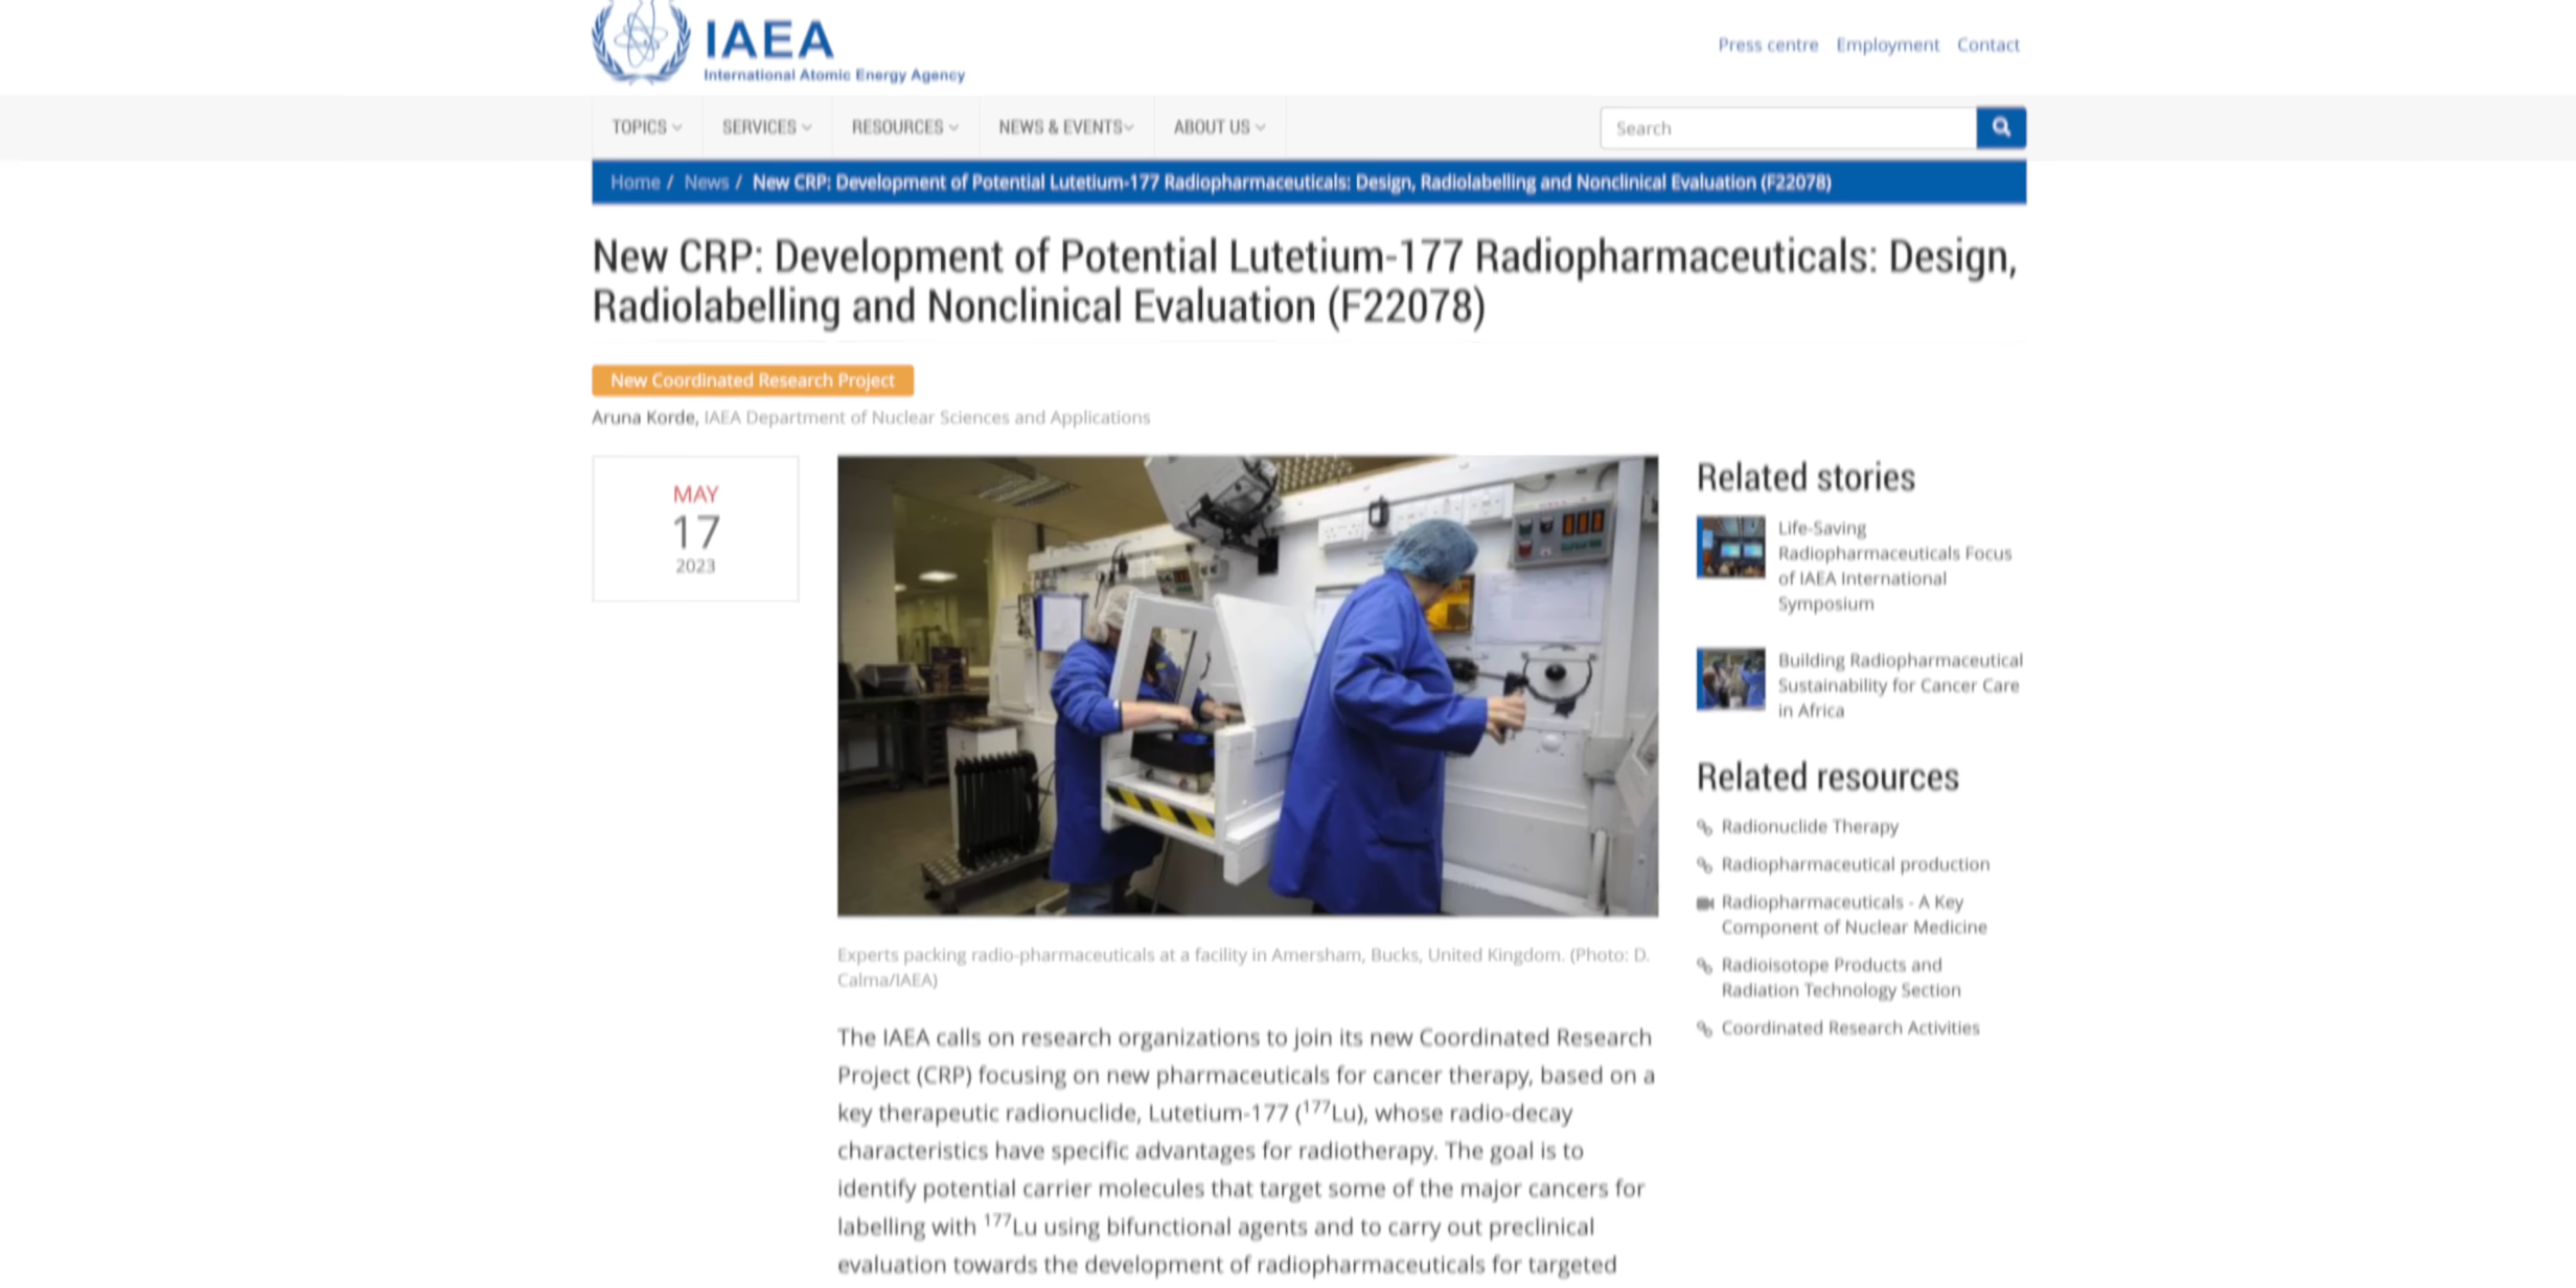 IAEA
International Atomic Energy Agency
Press centre Employment Contact
TOPICS SERVICES RESOURCES NEWS & EVENTS ABOUT US Search
Home / News / New CRP: Development of Potential Lutetium-177 Radiopharmaceuticals: Design, Radiolabelling and Nonclinical Evaluation (F22078)
New CRP: Development of Potential Lutetium-177 Radiopharmaceuticals: Design,
Radiolabelling and Nonclinical Evaluation (F22078)
New Coordinated Research Project
Aruna Korde, IAEA Department of Nuclear Sciences and Applications
MAY
17
2023
Experts packing radio-pharmaceuticals at a facility in Amersham, Bucks, United Kingdom. (Photo: D.
Calma/IAEA)
The IAEA calls on research organizations to join its new Coordinated Research
Project (CRP) focusing on new pharmaceuticals for cancer therapy, based on a
key therapeutic radionuclide, Lutetium-177 (¹⁷⁷Lu), whose radio-decay
characteristics have specific advantages for radiotherapy. The goal is to
identify potential carrier molecules that target some of the major cancers for
labelling with ¹⁷⁷Lu using bifunctional agents and to carry out preclinical
evaluation towards the development of radiopharmaceuticals for targeted
Related stories
Life-Saving
Radiopharmaceuticals Focus
of IAEA International
Symposium
Building Radiopharmaceutical
Sustainability for Cancer Care
in Africa
Related resources
Radionuclide Therapy
Radiopharmaceutical production
Radiopharmaceuticals - A Key
Component of Nuclear Medicine
Radioisotope Products and
Radiation Technology Section
Coordinated Research Activities